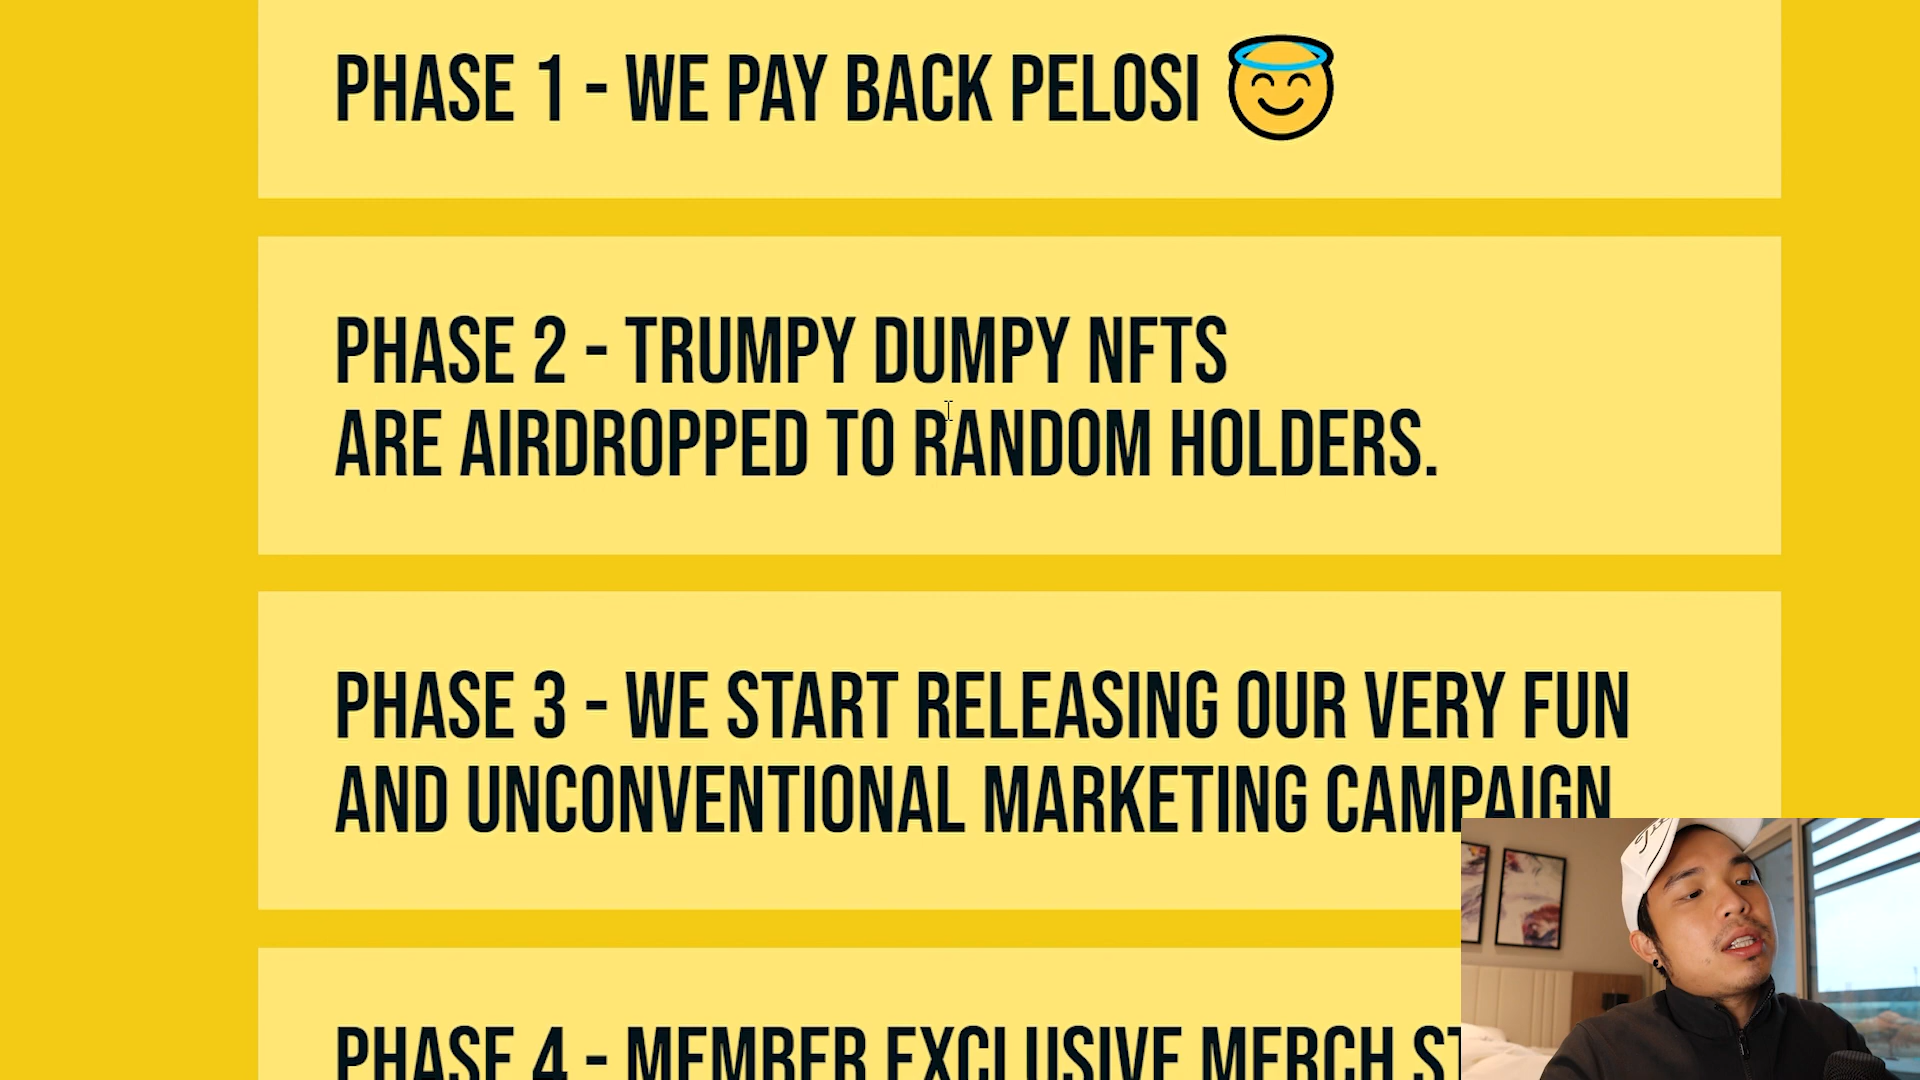 PHASE 1 - WE PAY BACK PELOSI
PHASE 2 - TRUMPY DUMPY NFTS
ARE AIRDROPPED TO RANDOM HOLDERS.
PHASE 3 - WE START RELEASING OUR VERY FUN
AND UNCONVENTIONAL MARKETING CAMPAIGN
PHASE 4 - MEMBER EXCLUSIVE MERCH